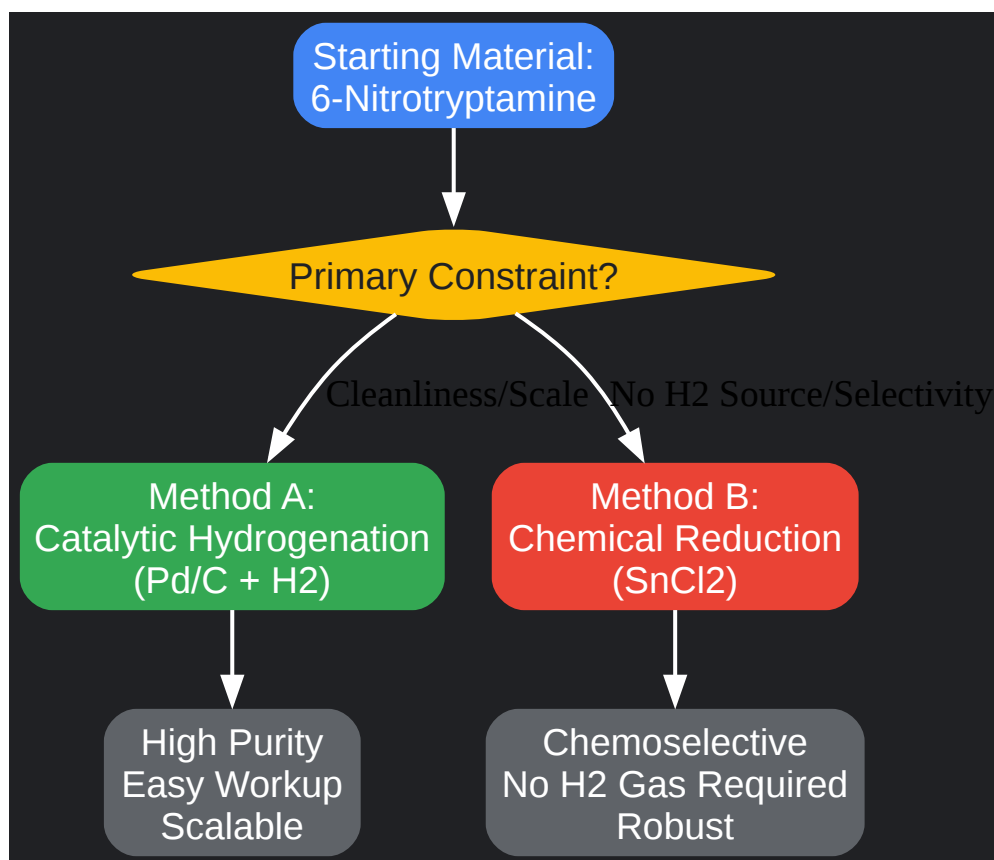 Starting Material:
6-Nitrotryptamine
Primary Constraint?
Cleanliness/Scale
No H2 Source/Selectivity
Method A:
Catalytic Hydrogenation
(Pd/C + H2)
Method B:
Chemical Reduction
(SnCl2)
High Purity
Easy Workup
Scalable
Chemoselective
No H2 Gas Required
Robust